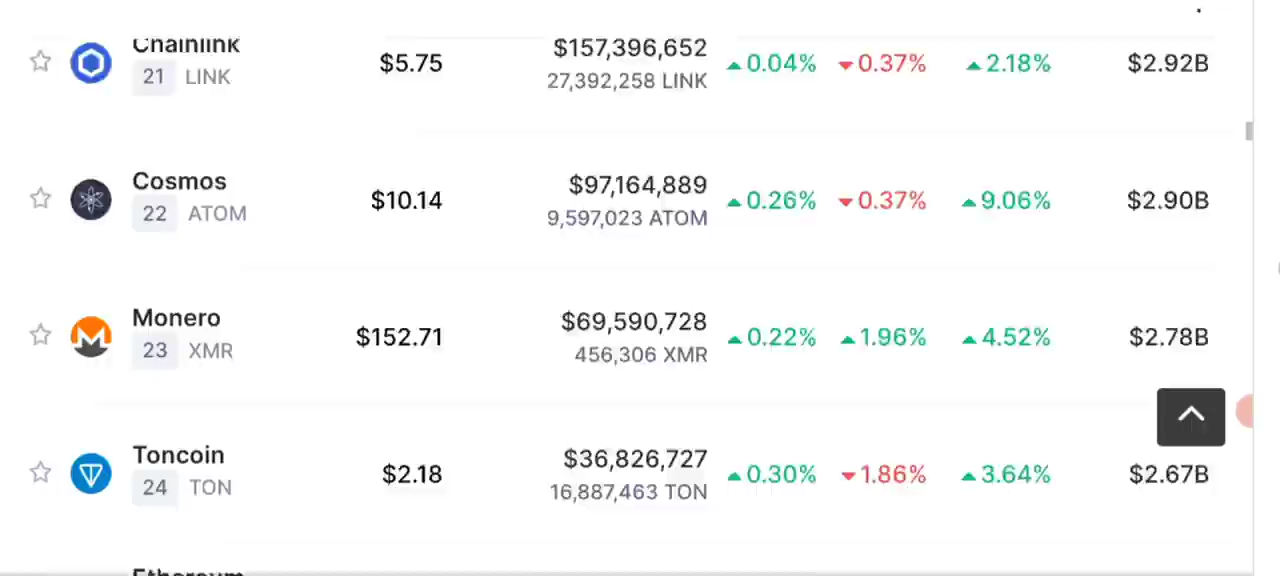 Chainlink
21 LINK
$5.75
$157,396,652
27,392,258 LINK
0.04%
0.37%
2.18%
$2.92B
Cosmos
22 ATOM
$10.14
$97,164,889
9,597,023 ATOM
0.26%
0.37%
9.06%
$2.90B
Monero
23 XMR
$152.71
$69,590,728
456,306 XMR
0.22%
1.96%
4.52%
$2.78B
Toncoin
24 TON
$2.18
$36,826,727
16,887,463 TON
0.30%
1.86%
3.64%
$2.67B
Ethereum